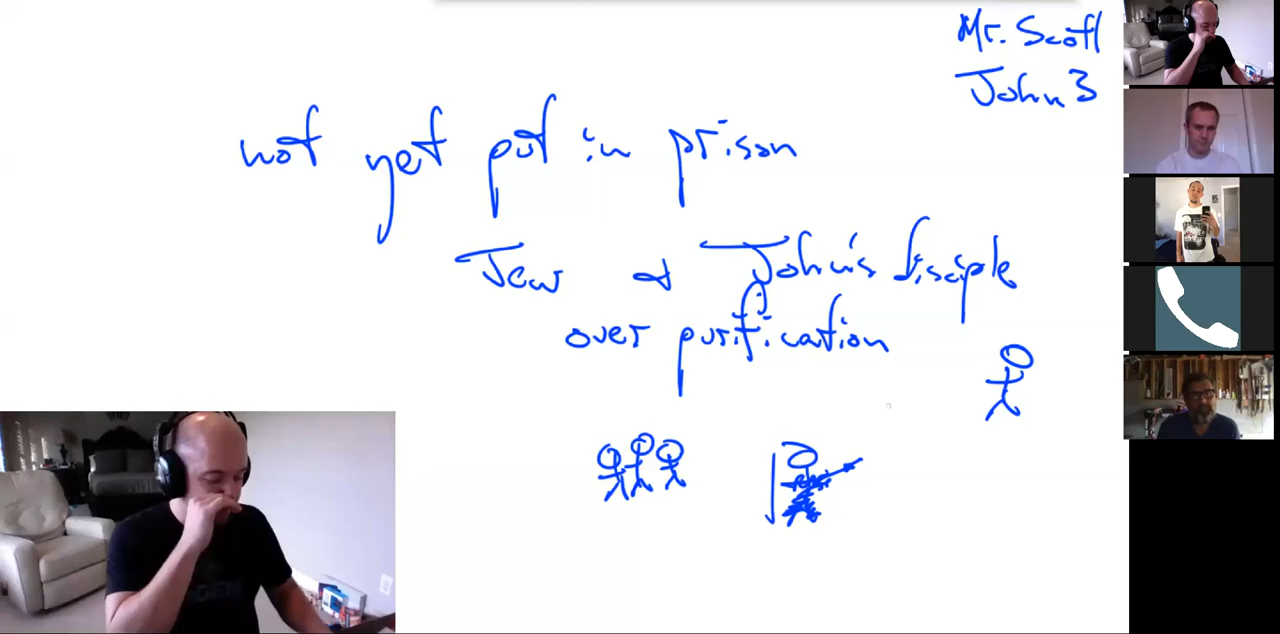 Mr. Scott
John 3
not yet put in prison
Jew & John's disciple
over purification